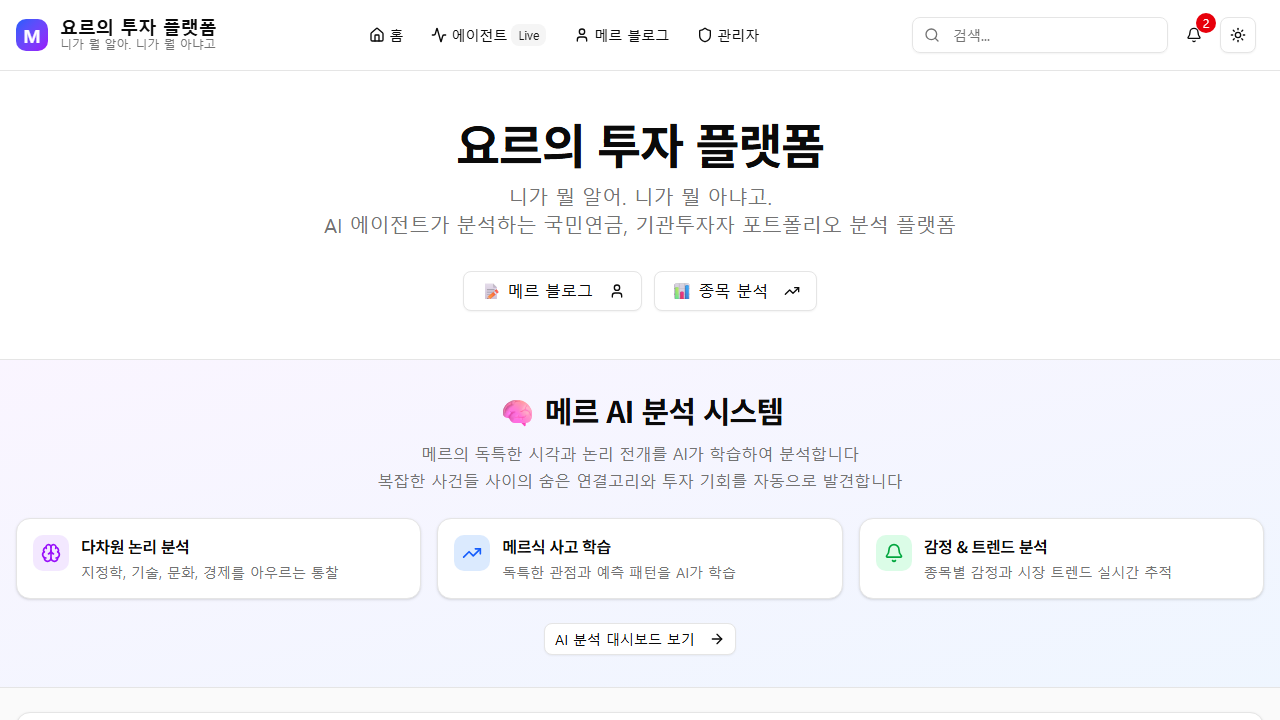 M
요르의 투자 플랫폼
니가 뭘 알아. 니가 뭘 아냐고
홈
에이전트 Live
메르 블로그
관리자
검색...
2
요르의 투자 플랫폼
니가 뭘 알어. 니가 뭘 아냐고.
AI 에이전트가 분석하는 국민연금, 기관투자자 포트폴리오 분석 플랫폼
📝 메르 블로그
📊 종목 분석
🧠 메르 AI 분석 시스템
메르의 독특한 시각과 논리 전개를 AI가 학습하여 분석합니다
복잡한 사건들 사이의 숨은 연결고리와 투자 기회를 자동으로 발견합니다
다차원 논리 분석
지정학, 기술, 문화, 경제를 아우르는 통찰
메르식 사고 학습
독특한 관점과 예측 패턴을 AI가 학습
감정 & 트렌드 분석
종목별 감정과 시장 트렌드 실시간 추적
AI 분석 대시보드 보기